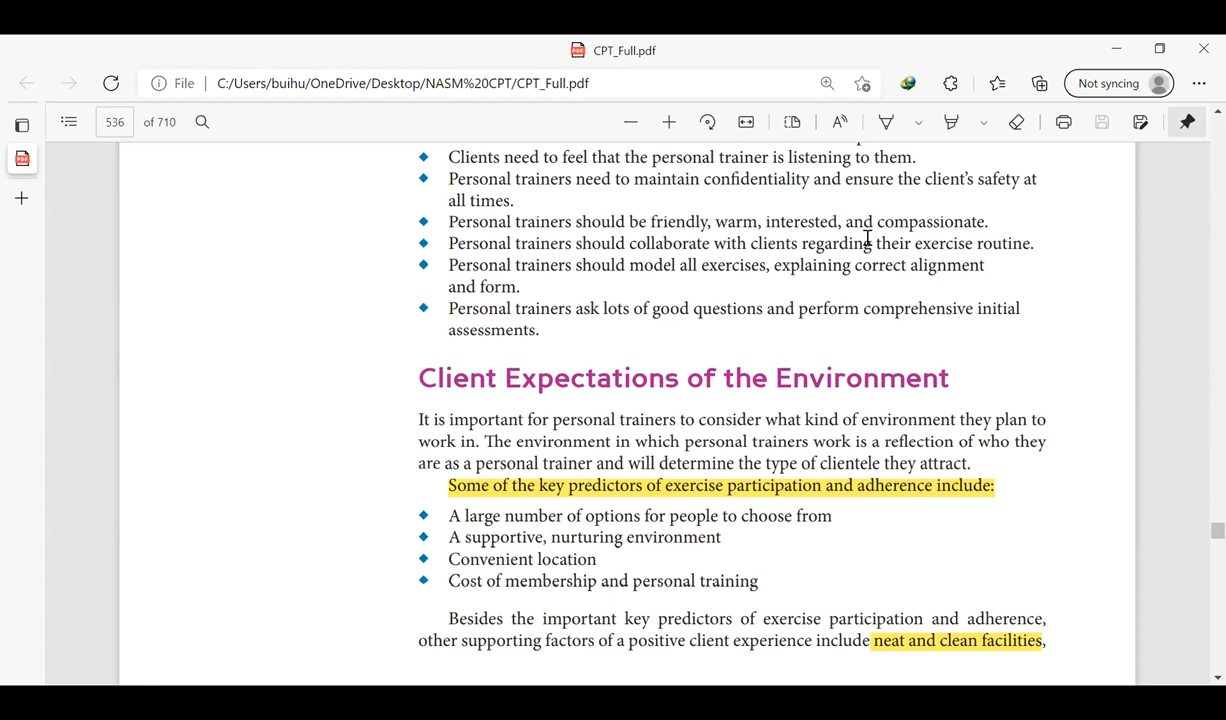 CPT_Full.pdf
File | C:/Users/buihu/OneDrive/Desktop/NASM%20CPT/CPT_Full.pdf
Not syncing
536 of 710
Clients need to feel that the personal trainer is listening to them.
Personal trainers need to maintain confidentiality and ensure the client's safety at
all times.
Personal trainers should be friendly, warm, interested, and compassionate.
Personal trainers should collaborate with clients regarding their exercise routine.
Personal trainers should model all exercises, explaining correct alignment
and form.
Personal trainers ask lots of good questions and perform comprehensive initial
assessments.
Client Expectations of the Environment
It is important for personal trainers to consider what kind of environment they plan to
work in. The environment in which personal trainers work is a reflection of who they
are as a personal trainer and will determine the type of clientele they attract.
Some of the key predictors of exercise participation and adherence include:
A large number of options for people to choose from
A supportive, nurturing environment
Convenient location
Cost of membership and personal training
Besides the important key predictors of exercise participation and adherence,
other supporting factors of a positive client experience include neat and clean facilities,